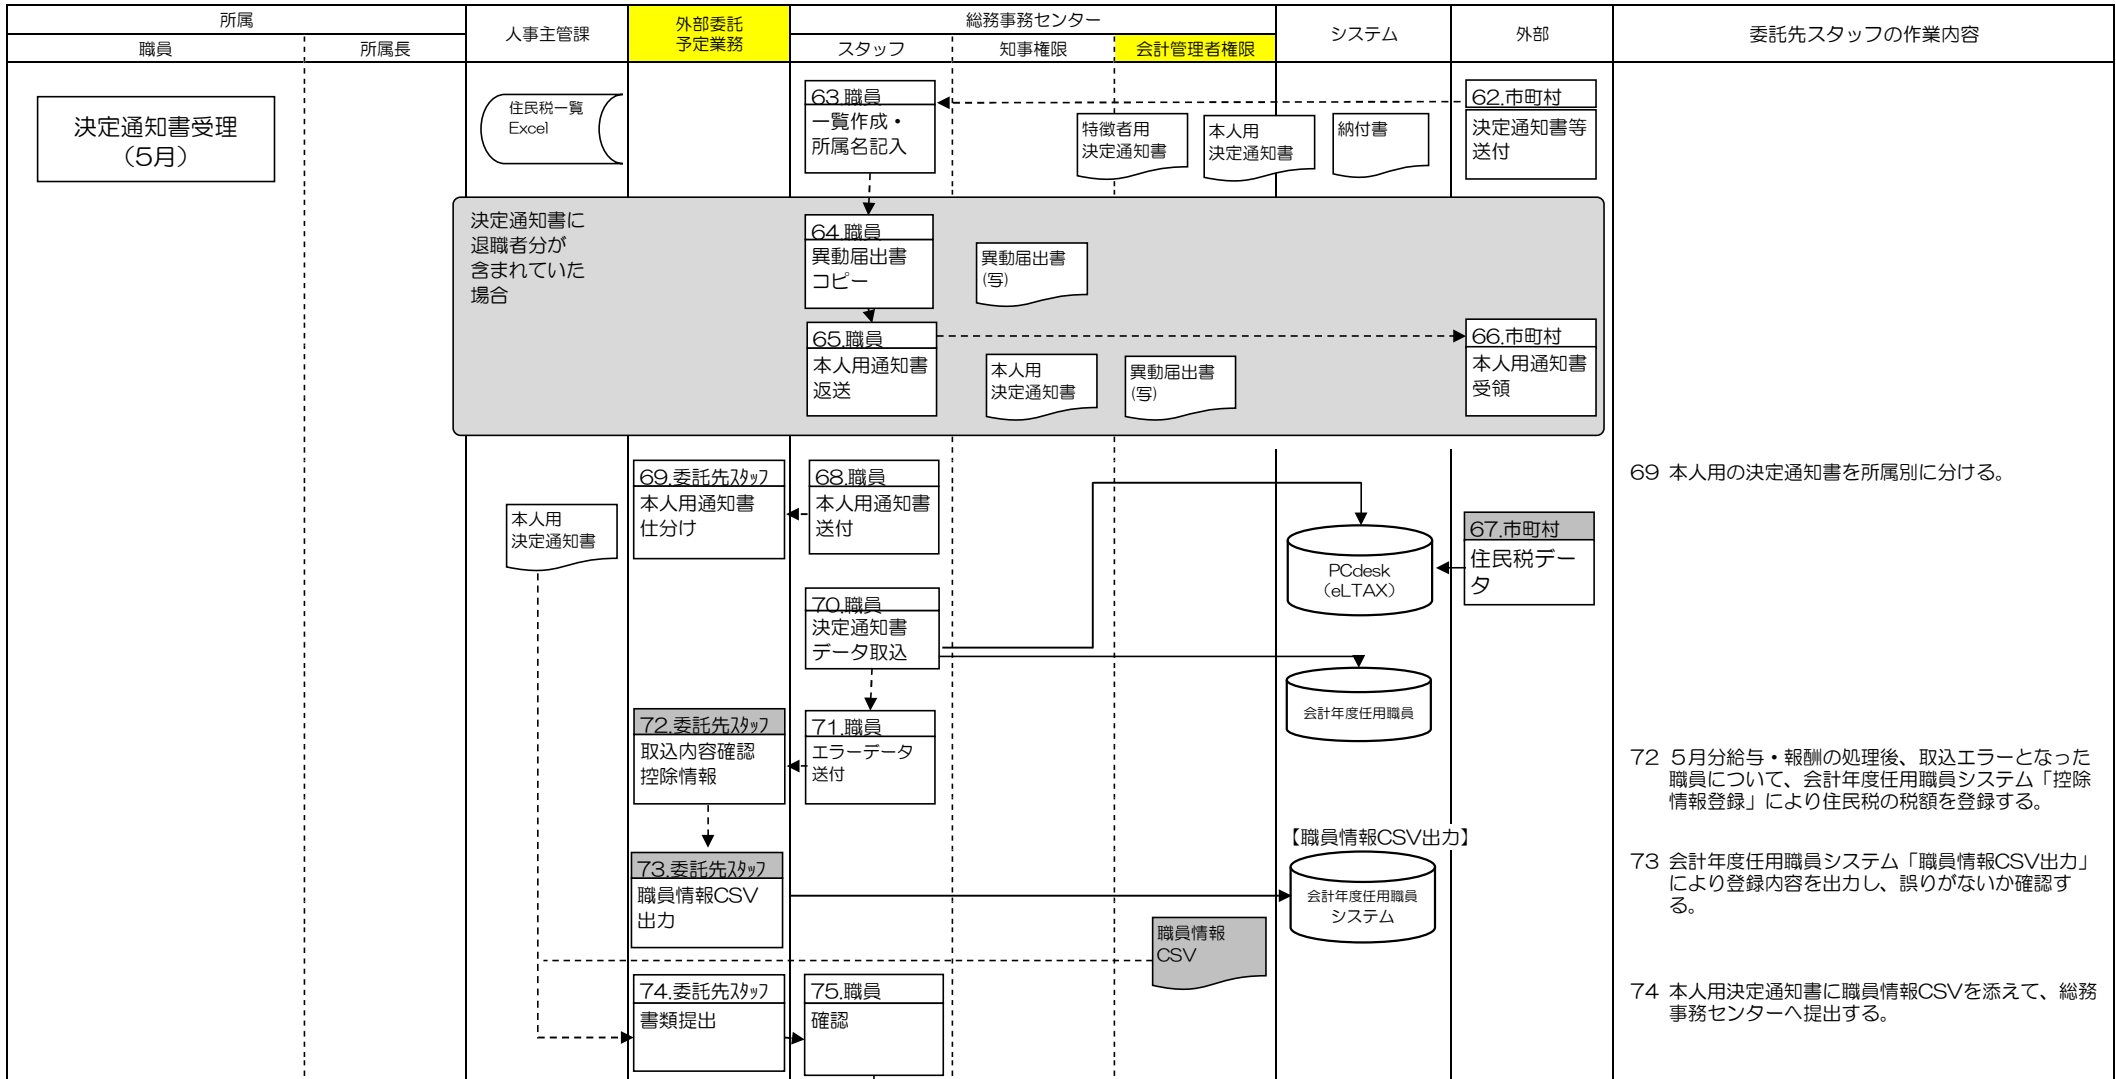 所属
職員
所属長
人事主管課
外部委託
予定業務
総務事務センター
スタッフ
知事権限
会計管理者権限
システム
外部
委託先スタッフの作業内容
決定通知書受理
（5月）
住民税一覧
Excel
63.職員
一覧作成・
所属名記入
特徴者用
決定通知書
本人用
決定通知書
納付書
62.市町村
決定通知書等
送付
決定通知書に
退職者分が
含まれていた
場合
64.職員
異動届出書
コピー
異動届出書
(写)
65.職員
本人用通知書
返送
本人用
決定通知書
異動届出書
(写)
66.市町村
本人用通知書
受領
69.委託先ｽﾀｯﾌ
本人用通知書
仕分け
68.職員
本人用通知書
送付
69 本人用の決定通知書を所属別に分ける。
本人用
決定通知書
67.市町村
住民税デー
タ
PCdesk
（eLTAX）
70.職員
決定通知書
データ取込
会計年度任用職員
72.委託先ｽﾀｯﾌ
取込内容確認
控除情報
71.職員
エラーデータ
送付
72 ５月分給与・報酬の処理後、取込エラーとなった
職員について、会計年度任用職員システム「控除
情報登録」により住民税の税額を登録する。
【職員情報CSV出力】
73.委託先ｽﾀｯﾌ
職員情報CSV
出力
会計年度任用職員
システム
73 会計年度任用職員システム「職員情報CSV出力」
により登録内容を出力し、誤りがないか確認す
る。
職員情報
CSV
74.委託先ｽﾀｯﾌ
書類提出
75.職員
確認
74 本人用決定通知書に職員情報CSVを添えて、総務
事務センターへ提出する。